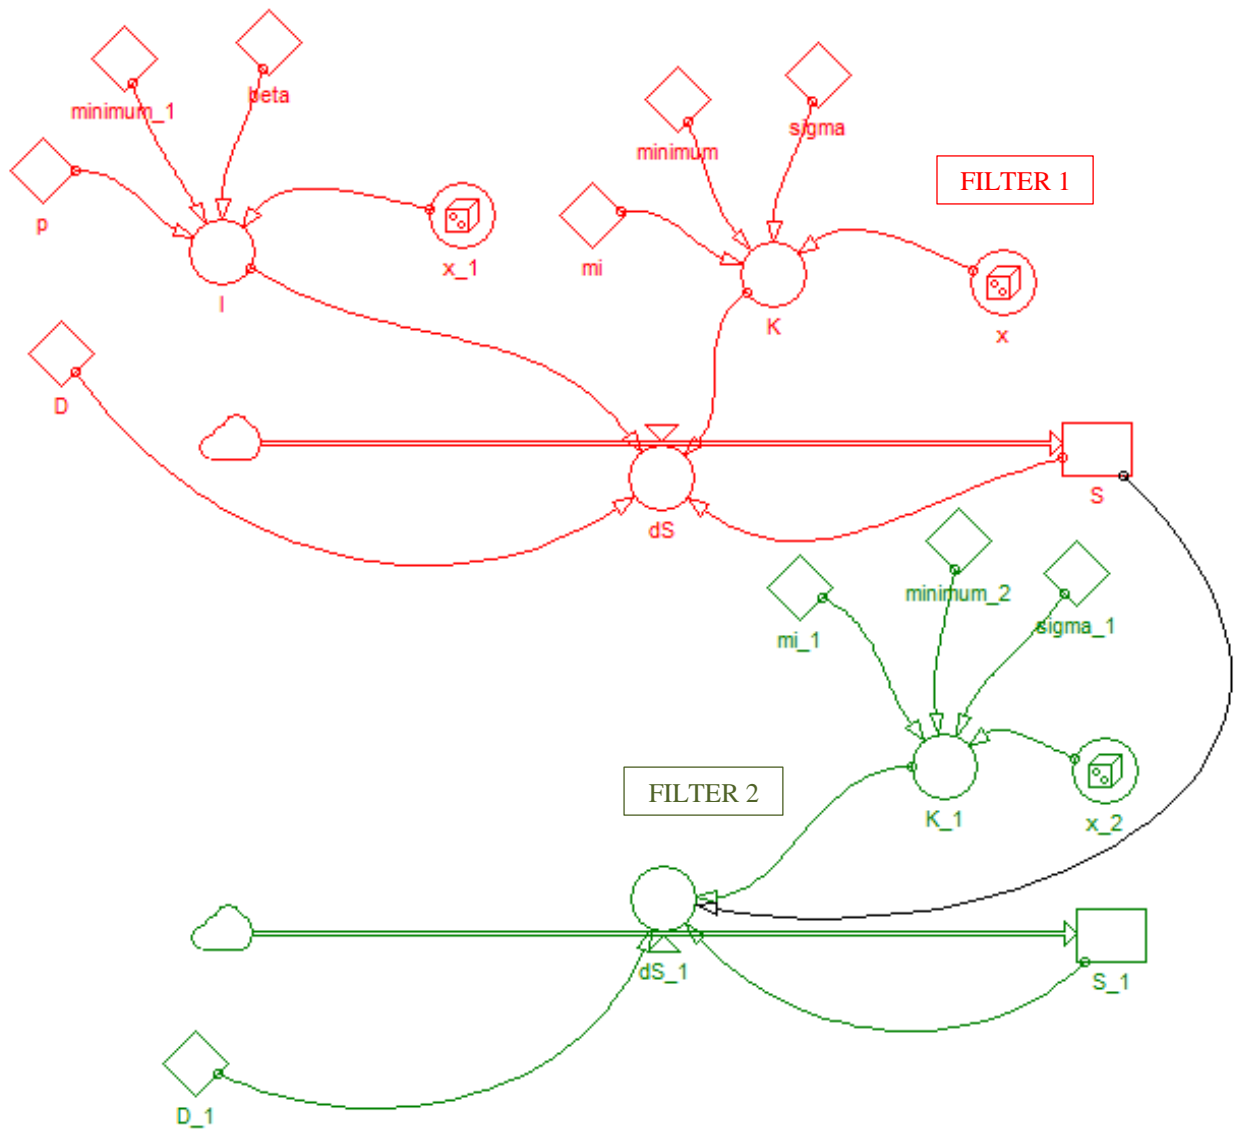 beta
minimum_1
sigma
minimum
FILTER 1
p
mi
x_1
I
K
x
D
S
dS
minimum_2
sigma_1
mi_1
FILTER 2
K_1
x_2
dS_1
S_1
D_1